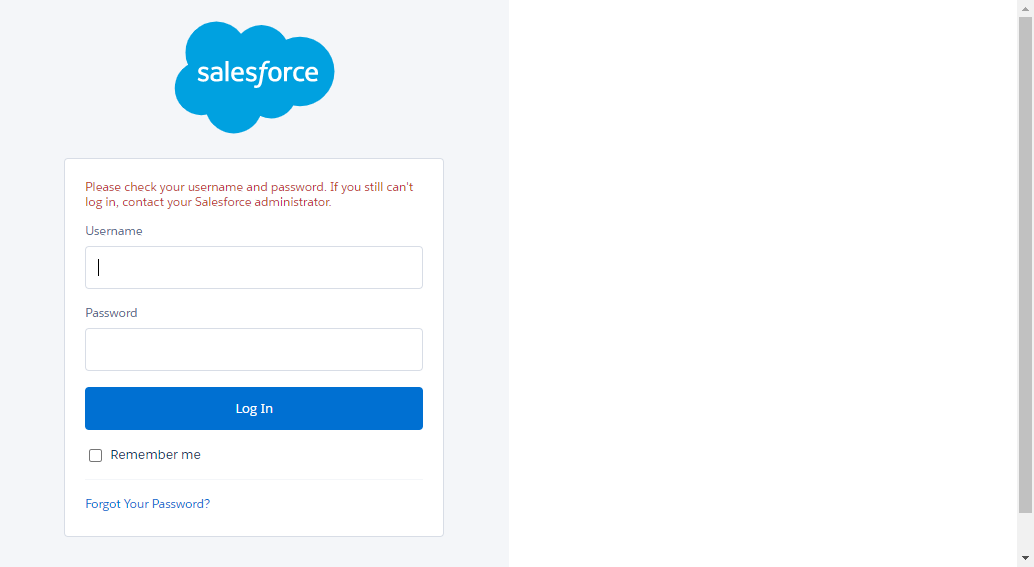 salesforce
Please check your username and password. If you still can't
log in, contact your Salesforce administrator.
Username
Password
Log In
Remember me
Forgot Your Password?